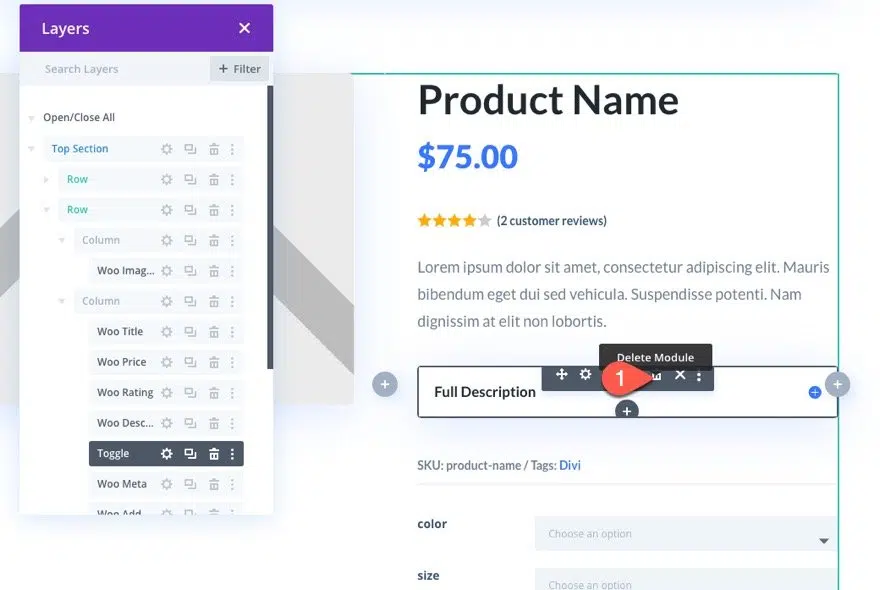 Layers
Search Layers
+ Filter
Open/Close All
Top Section
Row
Row
Column
Woo Imag...
Column
Woo Title
Woo Price
Woo Rating
Woo Desc...
Toggle
Woo Meta
Woo Add
Product Name
$75.00
(2 customer reviews)
Lorem ipsum dolor sit amet, consectetur adipiscing elit. Mauris
bibendum eget dui sed vehicula. Suspendisse potenti. Nam
dignissim at elit non lobortis.
Delete Module
1
Full Description
SKU: product-name / Tags: Divi
color
Choose an option
size
Choose an option